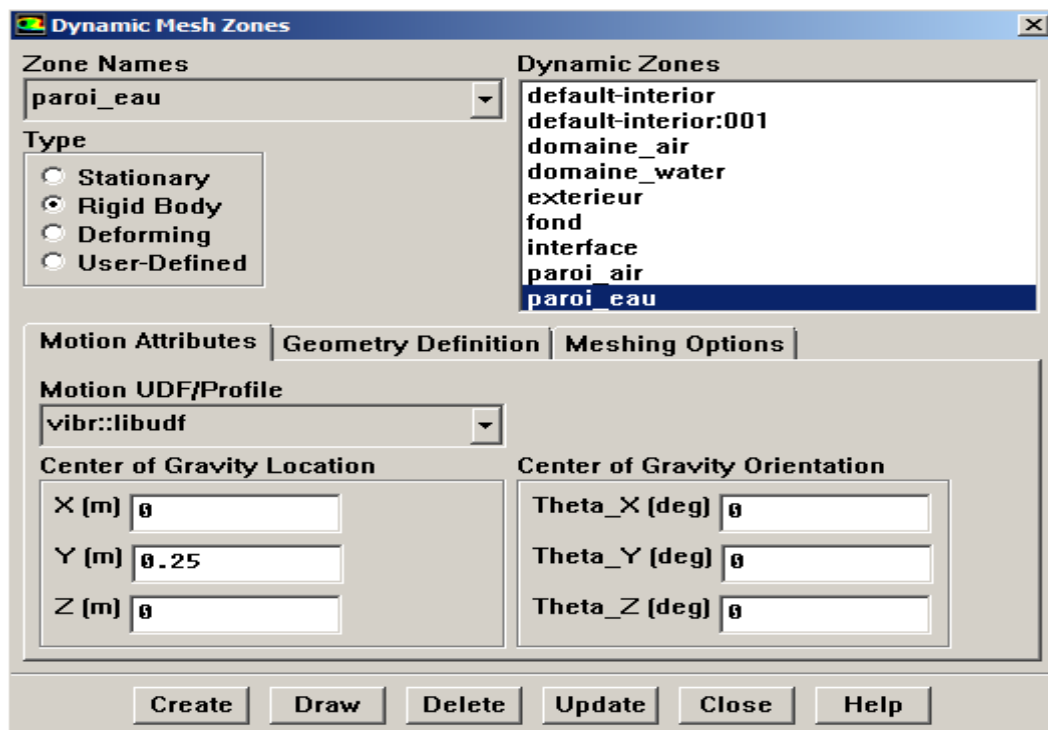 Dynamic Mesh Zones
Zone Names
paroi_eau
Type
Stationary
Rigid Body
Deforming
User-Defined
Dynamic Zones
default-interior
default-interior:001
domaine_air
domaine_water
exterieur
fond
interface
paroi_air
paroi_eau
Motion Attributes Geometry Definition Meshing Options
Motion UDF/Profile
vibr::libudf
Center of Gravity Location
X (m) 0
Y (m) 0.25
Z (m) 0
Center of Gravity Orientation
Theta_X (deg) 0
Theta_Y (deg) 0
Theta_Z (deg) 0
Create Draw Delete Update Close Help